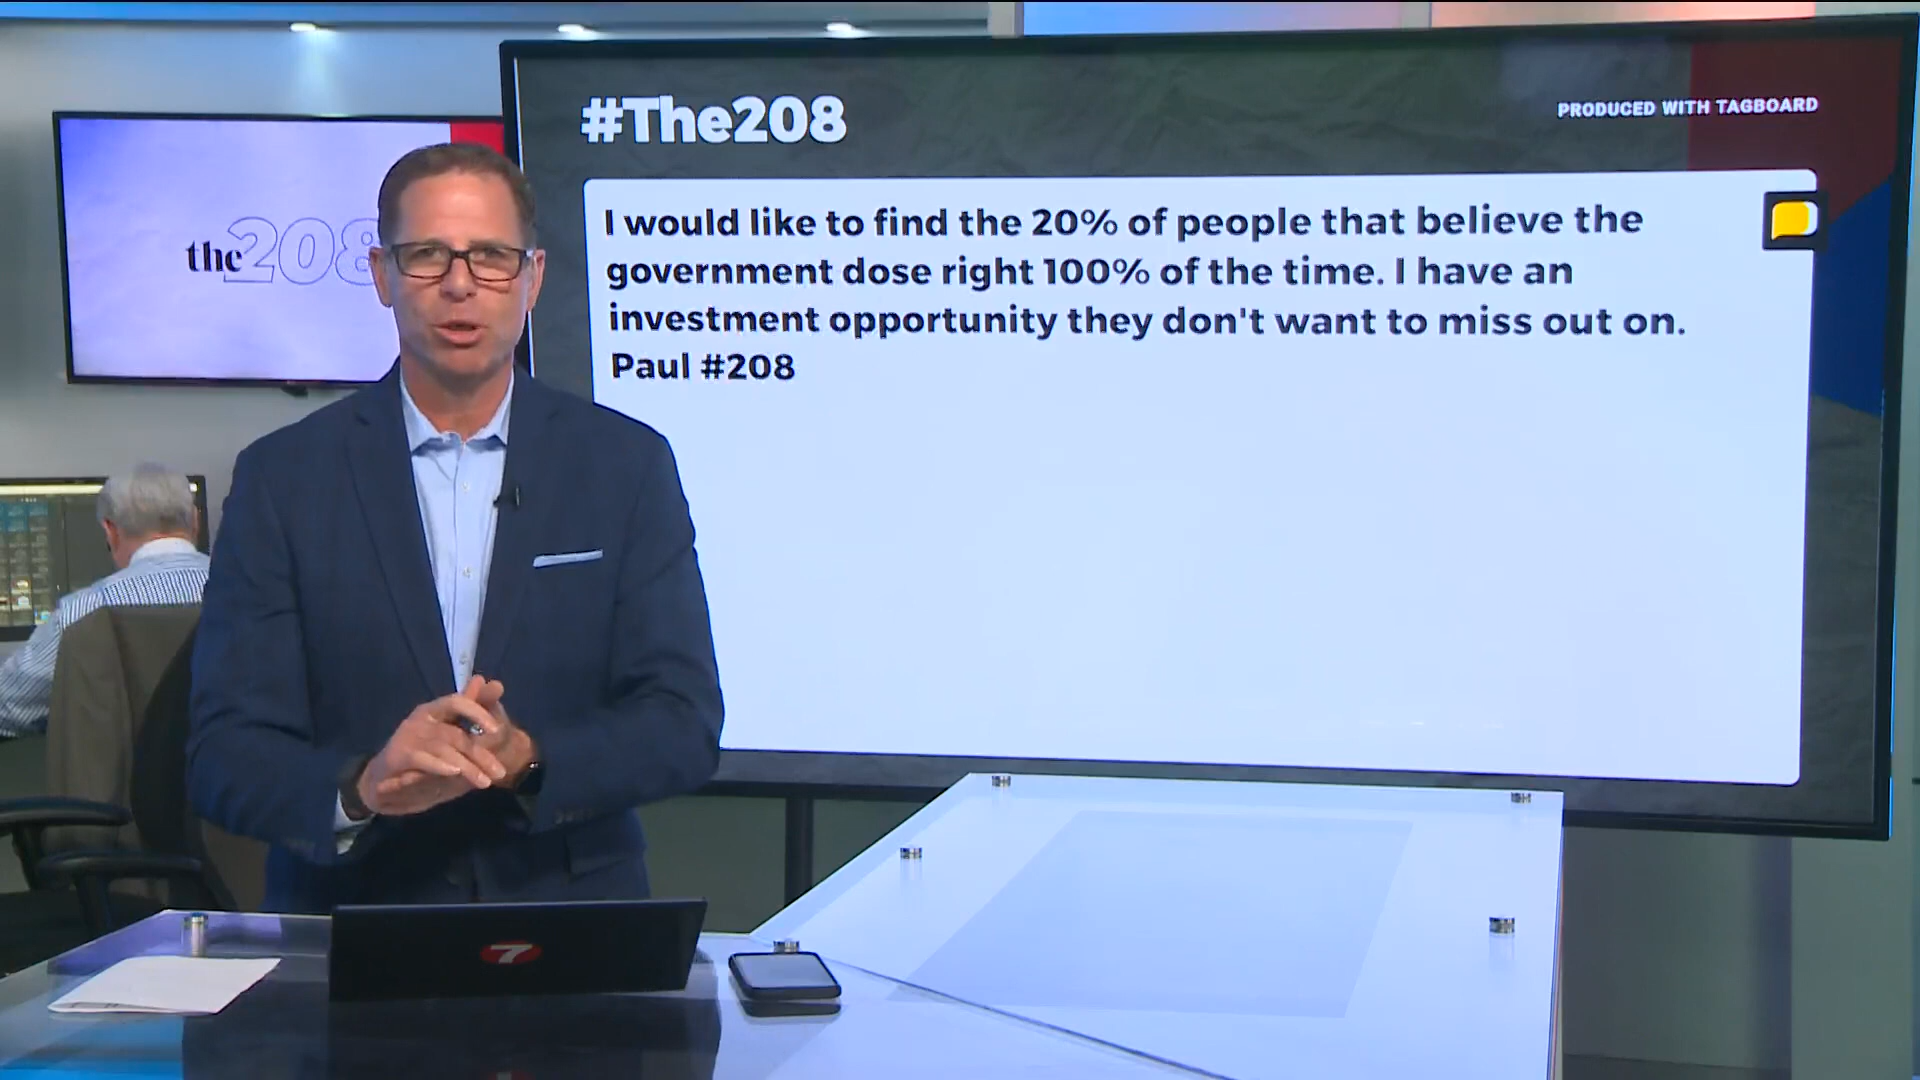 #The208
PRODUCED WITH TAGBOARD
the208
I would like to find the 20% of people that believe the
government dose right 100% of the time. I have an
investment opportunity they don't want to miss out on.
Paul #208
7